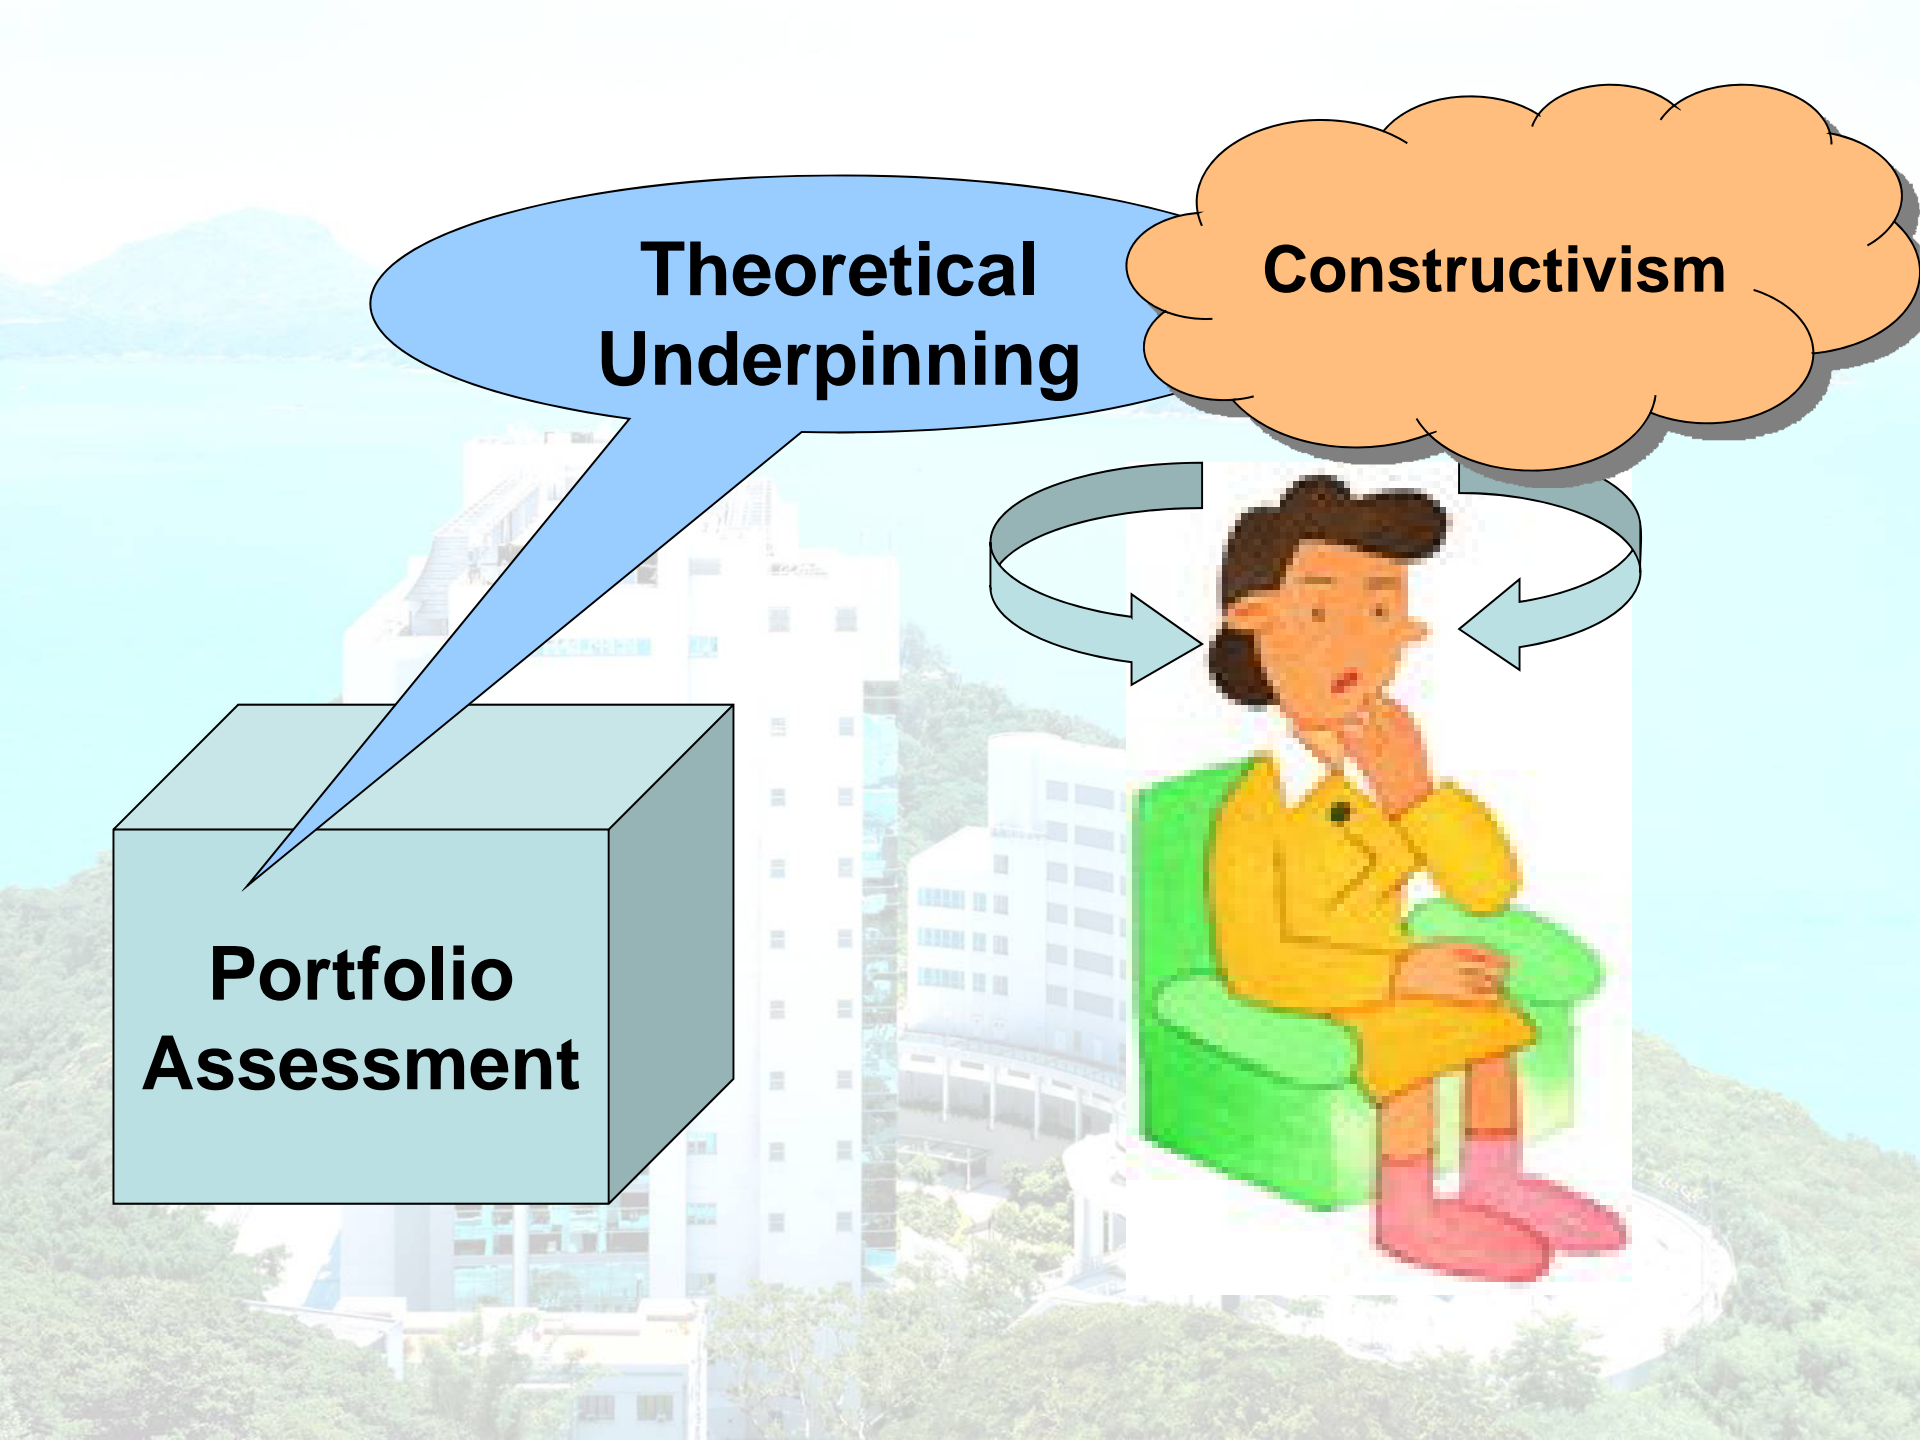 Theoretical
Underpinning
Constructivism
Portfolio
Assessment